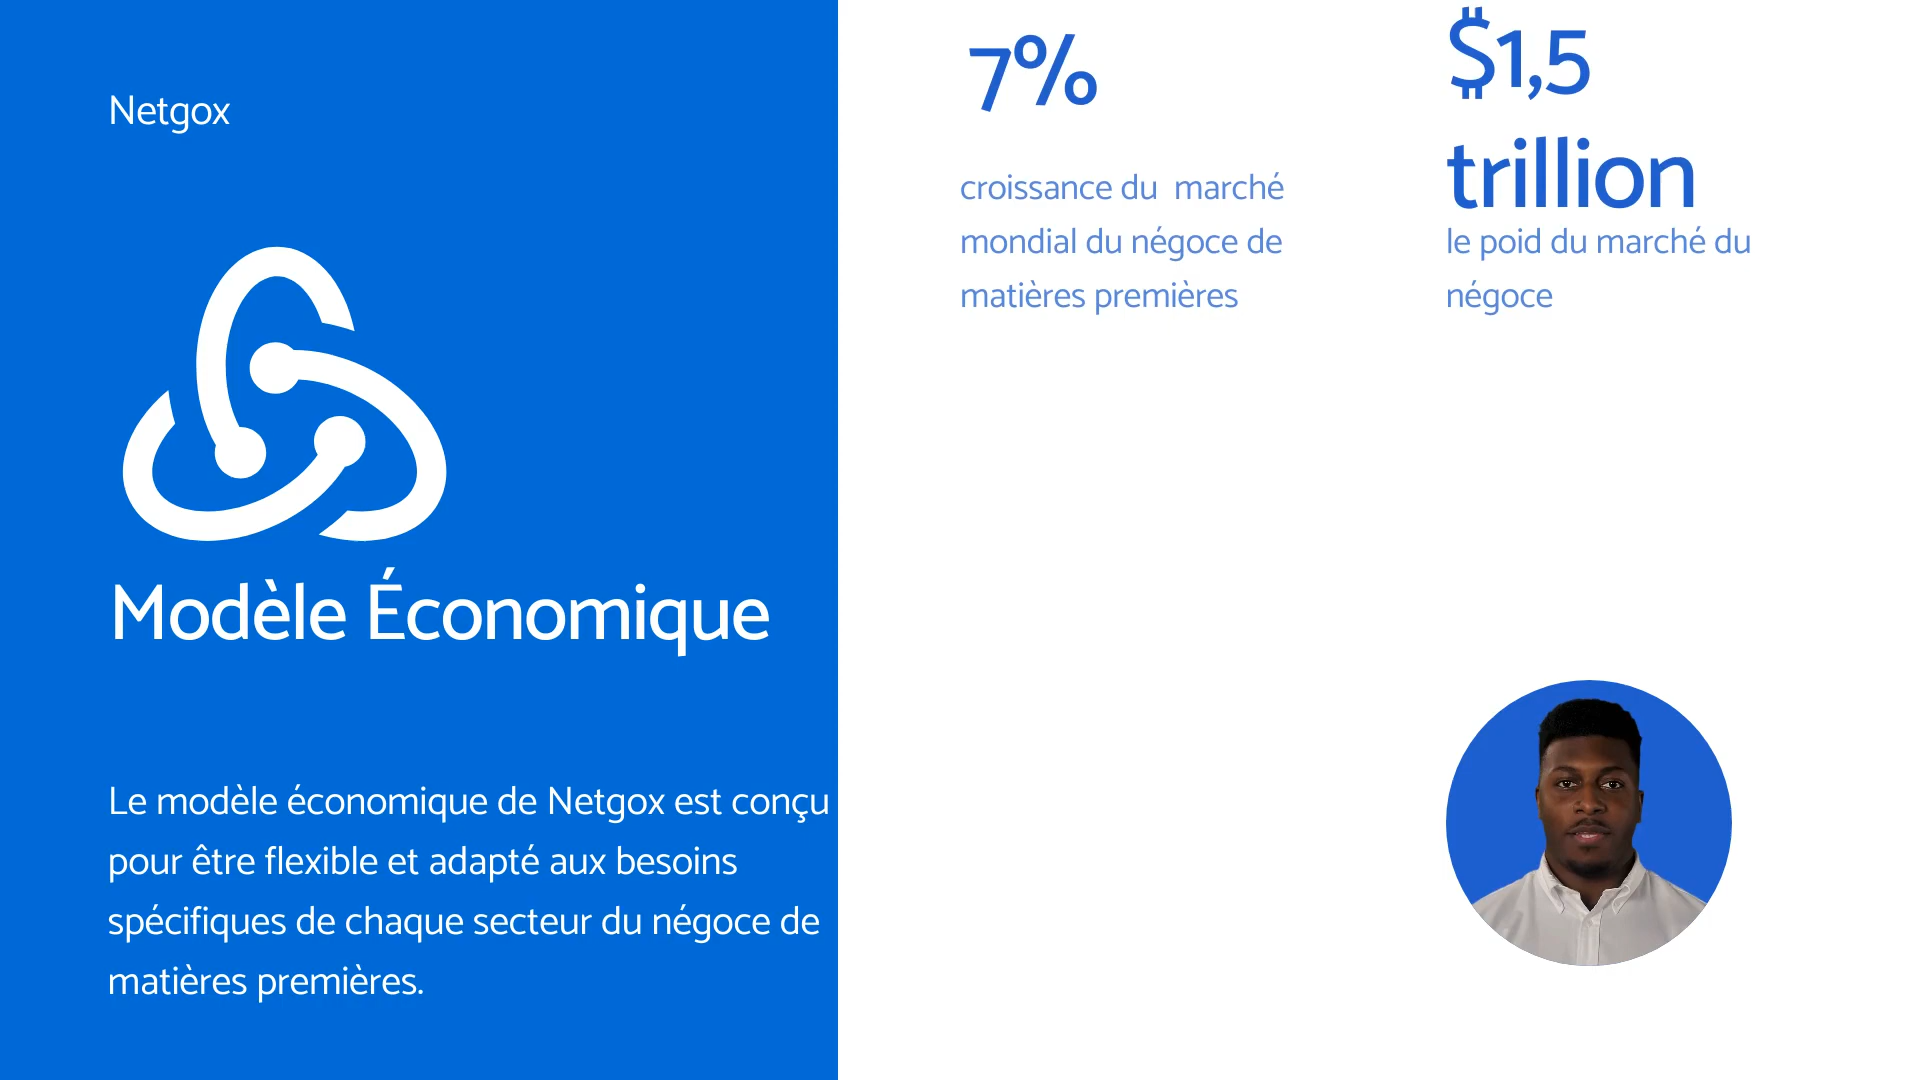 Netgox
Modèle Économique
Le modèle économique de Netgox est conçu
pour être flexible et adapté aux besoins
spécifiques de chaque secteur du négoce de
matières premières.
7%
croissance du  marché
mondial du négoce de
matières premières
$1,5
trillion
le poid du marché du
négoce